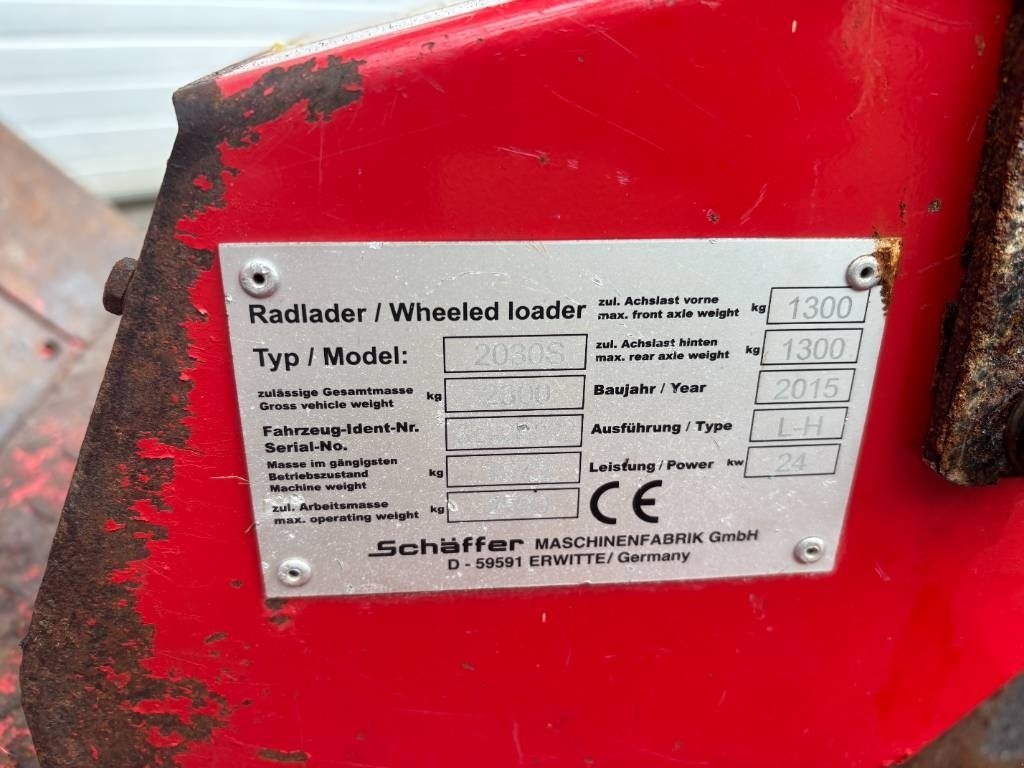 Radlader / Wheeled loader
Typ / Model: 2030S
zulässige Gesamtmasse
Gross vehicle weight kg 2300
Fahrzeug-Ident-Nr.
Serial-No.
Masse im gängigsten
Betriebszustand kg
Machine weight
zul. Arbeitsmasse
max. operating weight kg
zul. Achslast vorne
max. front axle weight kg 1300
zul. Achslast hinten
max. rear axle weight kg 1300
Baujahr / Year 2015
Ausführung / Type L-H
Leistung / Power kw 24
CE
Schäffer MASCHINENFABRIK GmbH
D - 59591 ERWITTE / Germany